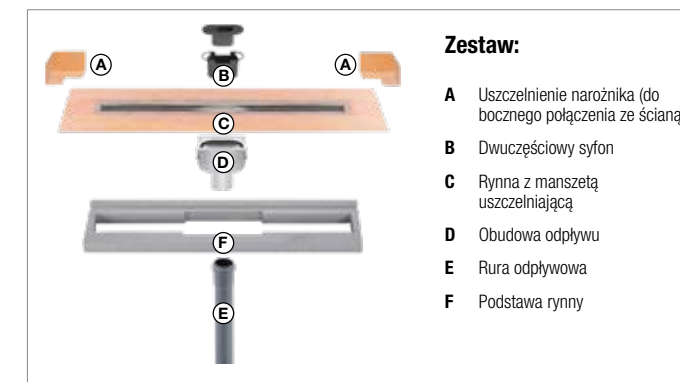 Zestaw:
A A
B
C
D
F
E
A Uszczelnienie narożnika (do
bocznego połączenia ze ścianą
B Dwuczęściowy syfon
C Rynna z manszetą
uszczelniającą
D Obudowa odpływu
E Rura odpływowa
F Podstawa rynny